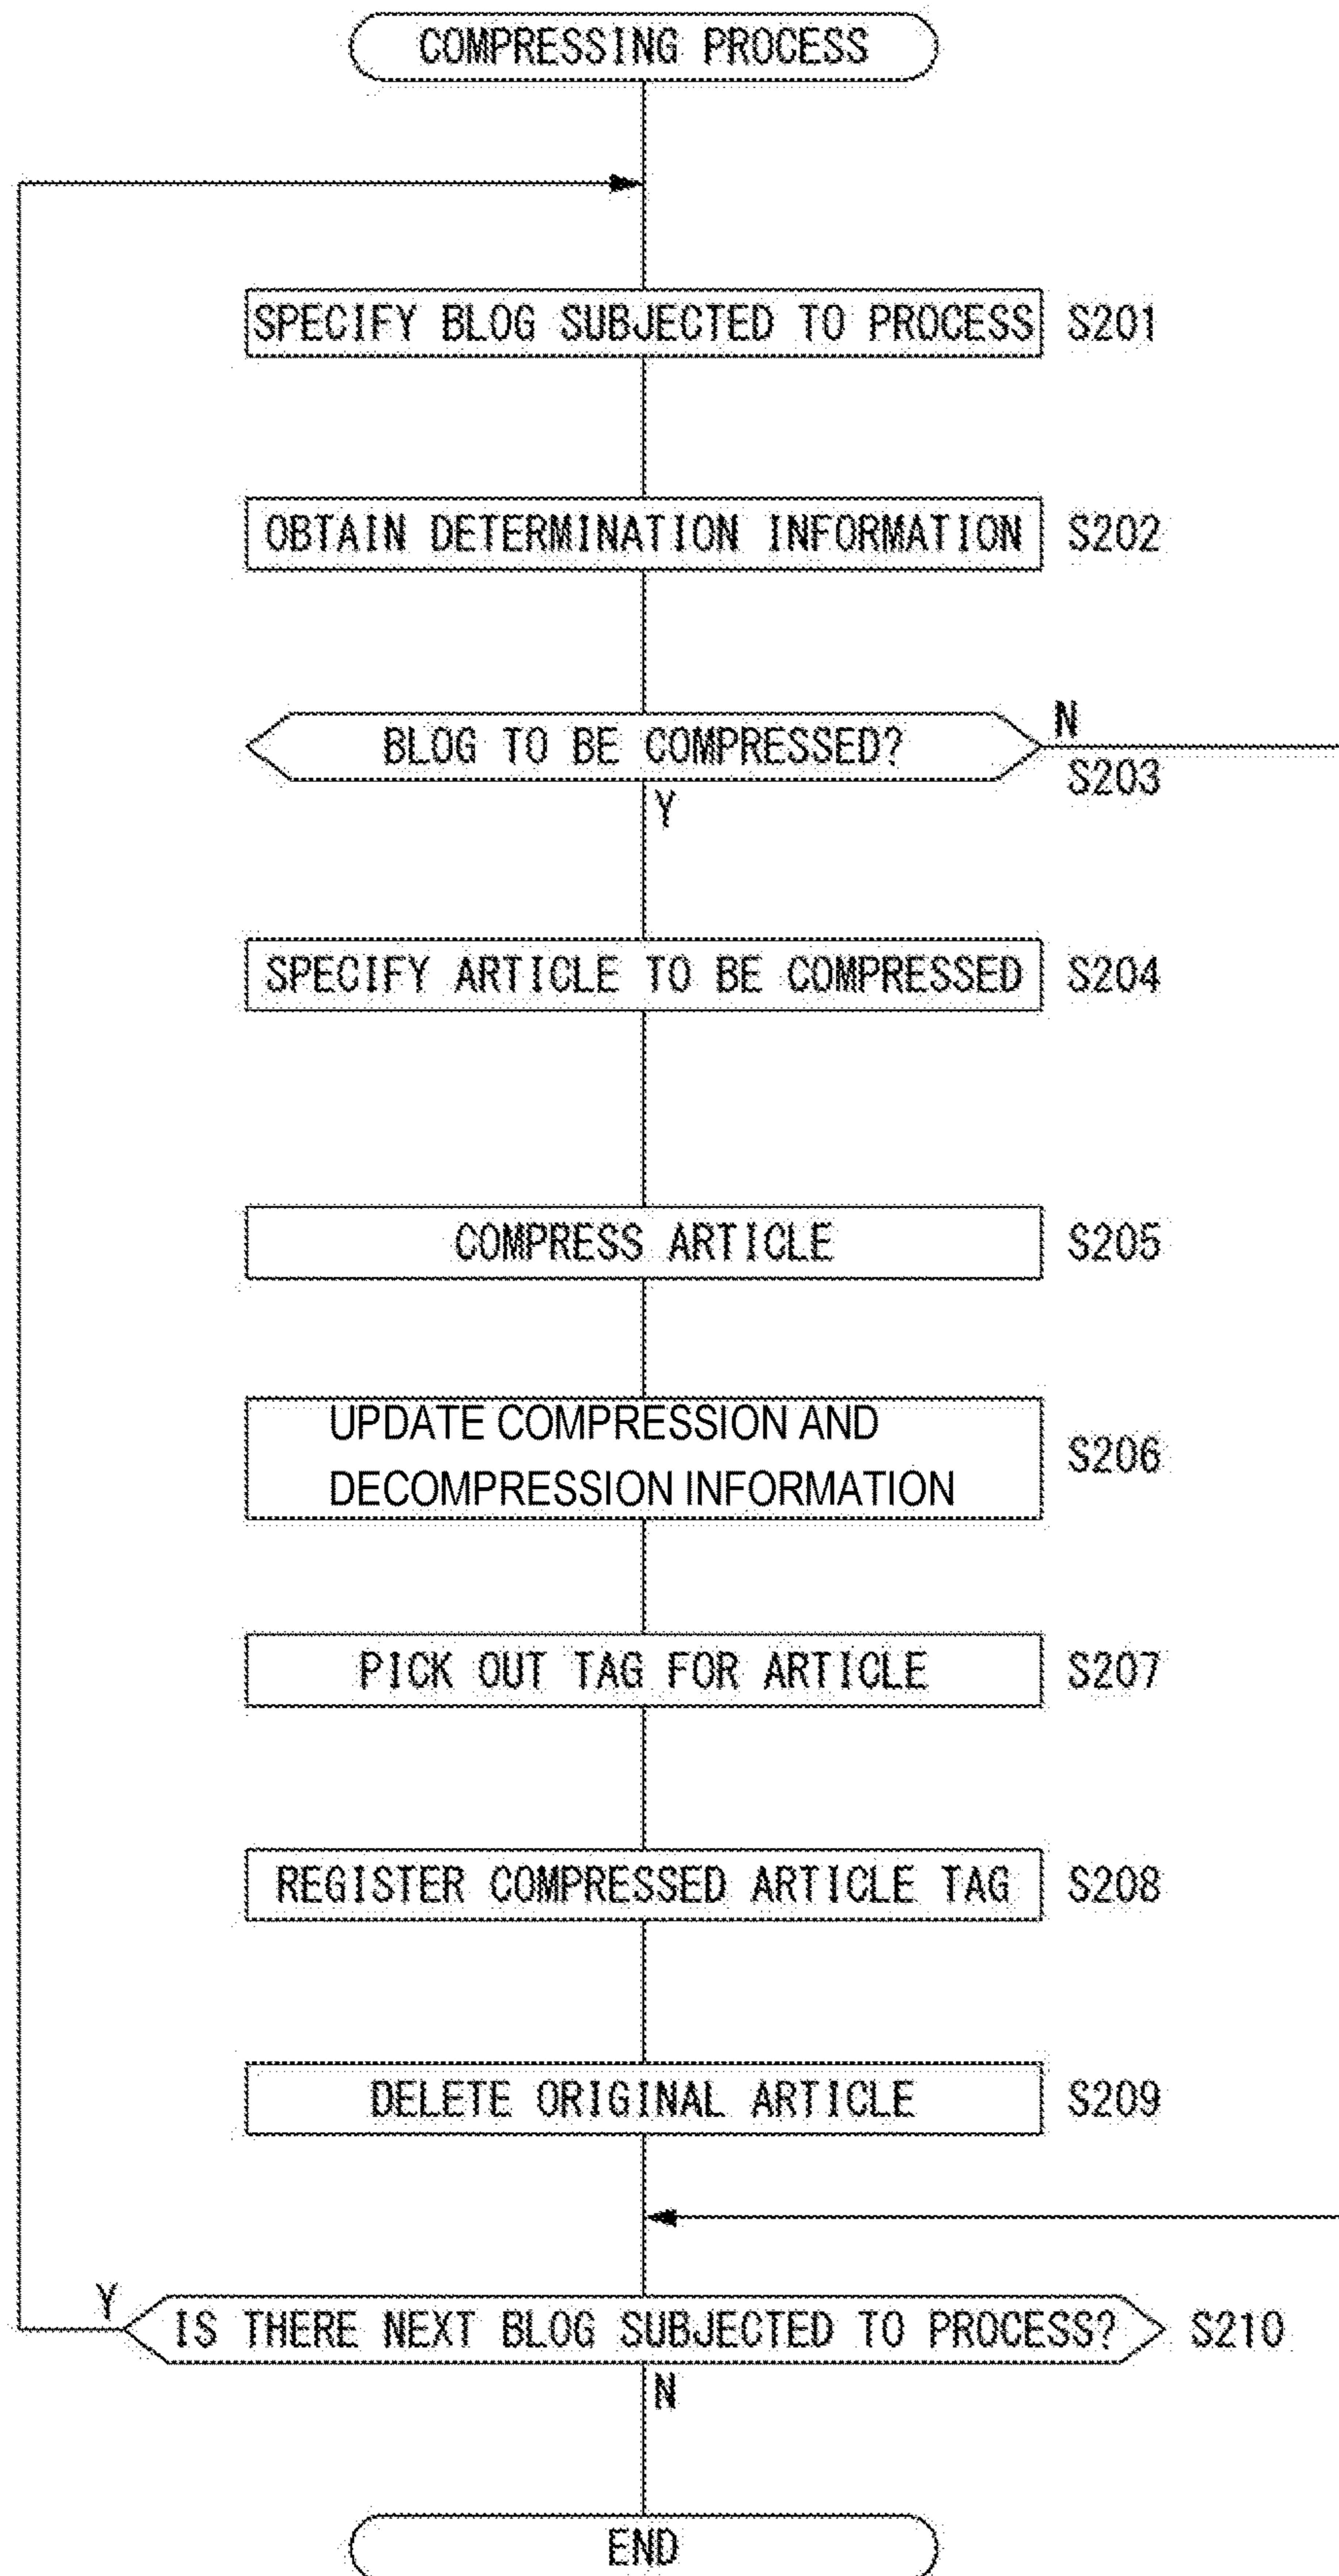 COMPRESSING PROCESS
SPECIFY BLOG SUBJECTED TO PROCESS S201
OBTAIN DETERMINATION INFORMATION S202
BLOG TO BE COMPRESSED? N
S203
Y
SPECIFY ARTICLE TO BE COMPRESSED S204
COMPRESS ARTICLE S205
UPDATE COMPRESSION AND
DECOMPRESSION INFORMATION S206
PICK OUT TAG FOR ARTICLE S207
REGISTER COMPRESSED ARTICLE TAG S208
DELETE ORIGINAL ARTICLE S209
Y
IS THERE NEXT BLOG SUBJECTED TO PROCESS? S210
N
END